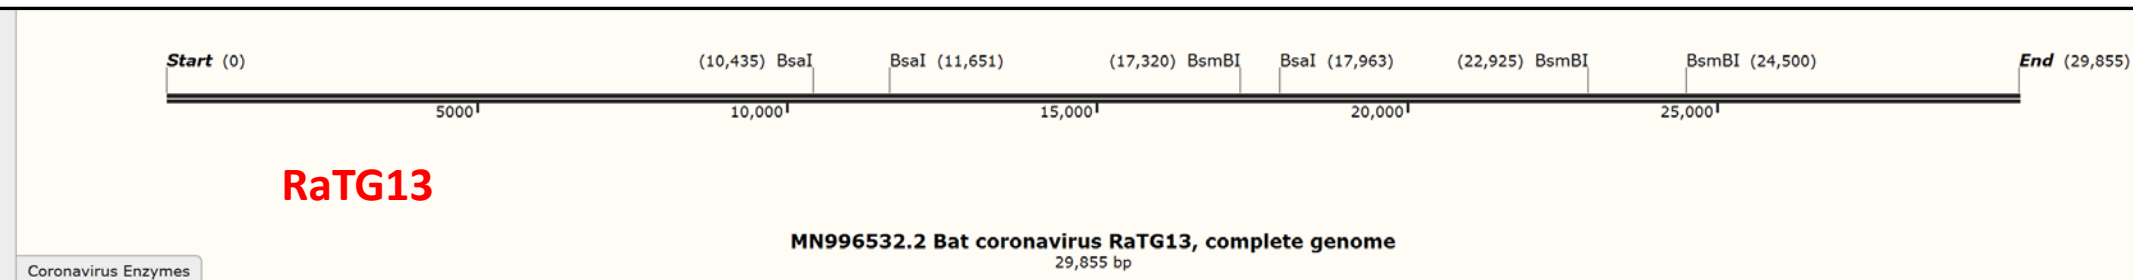 Start (0) (10,435) BsaI BsaI (11,651) (17,320) BsmBI BsaI (17,963) (22,925) BsmBI BsmBI (24,500) End (29,855)
5000 10,000 15,000 20,000 25,000
RaTG13
MN996532.2 Bat coronavirus RaTG13, complete genome
29,855 bp
Coronavirus Enzymes